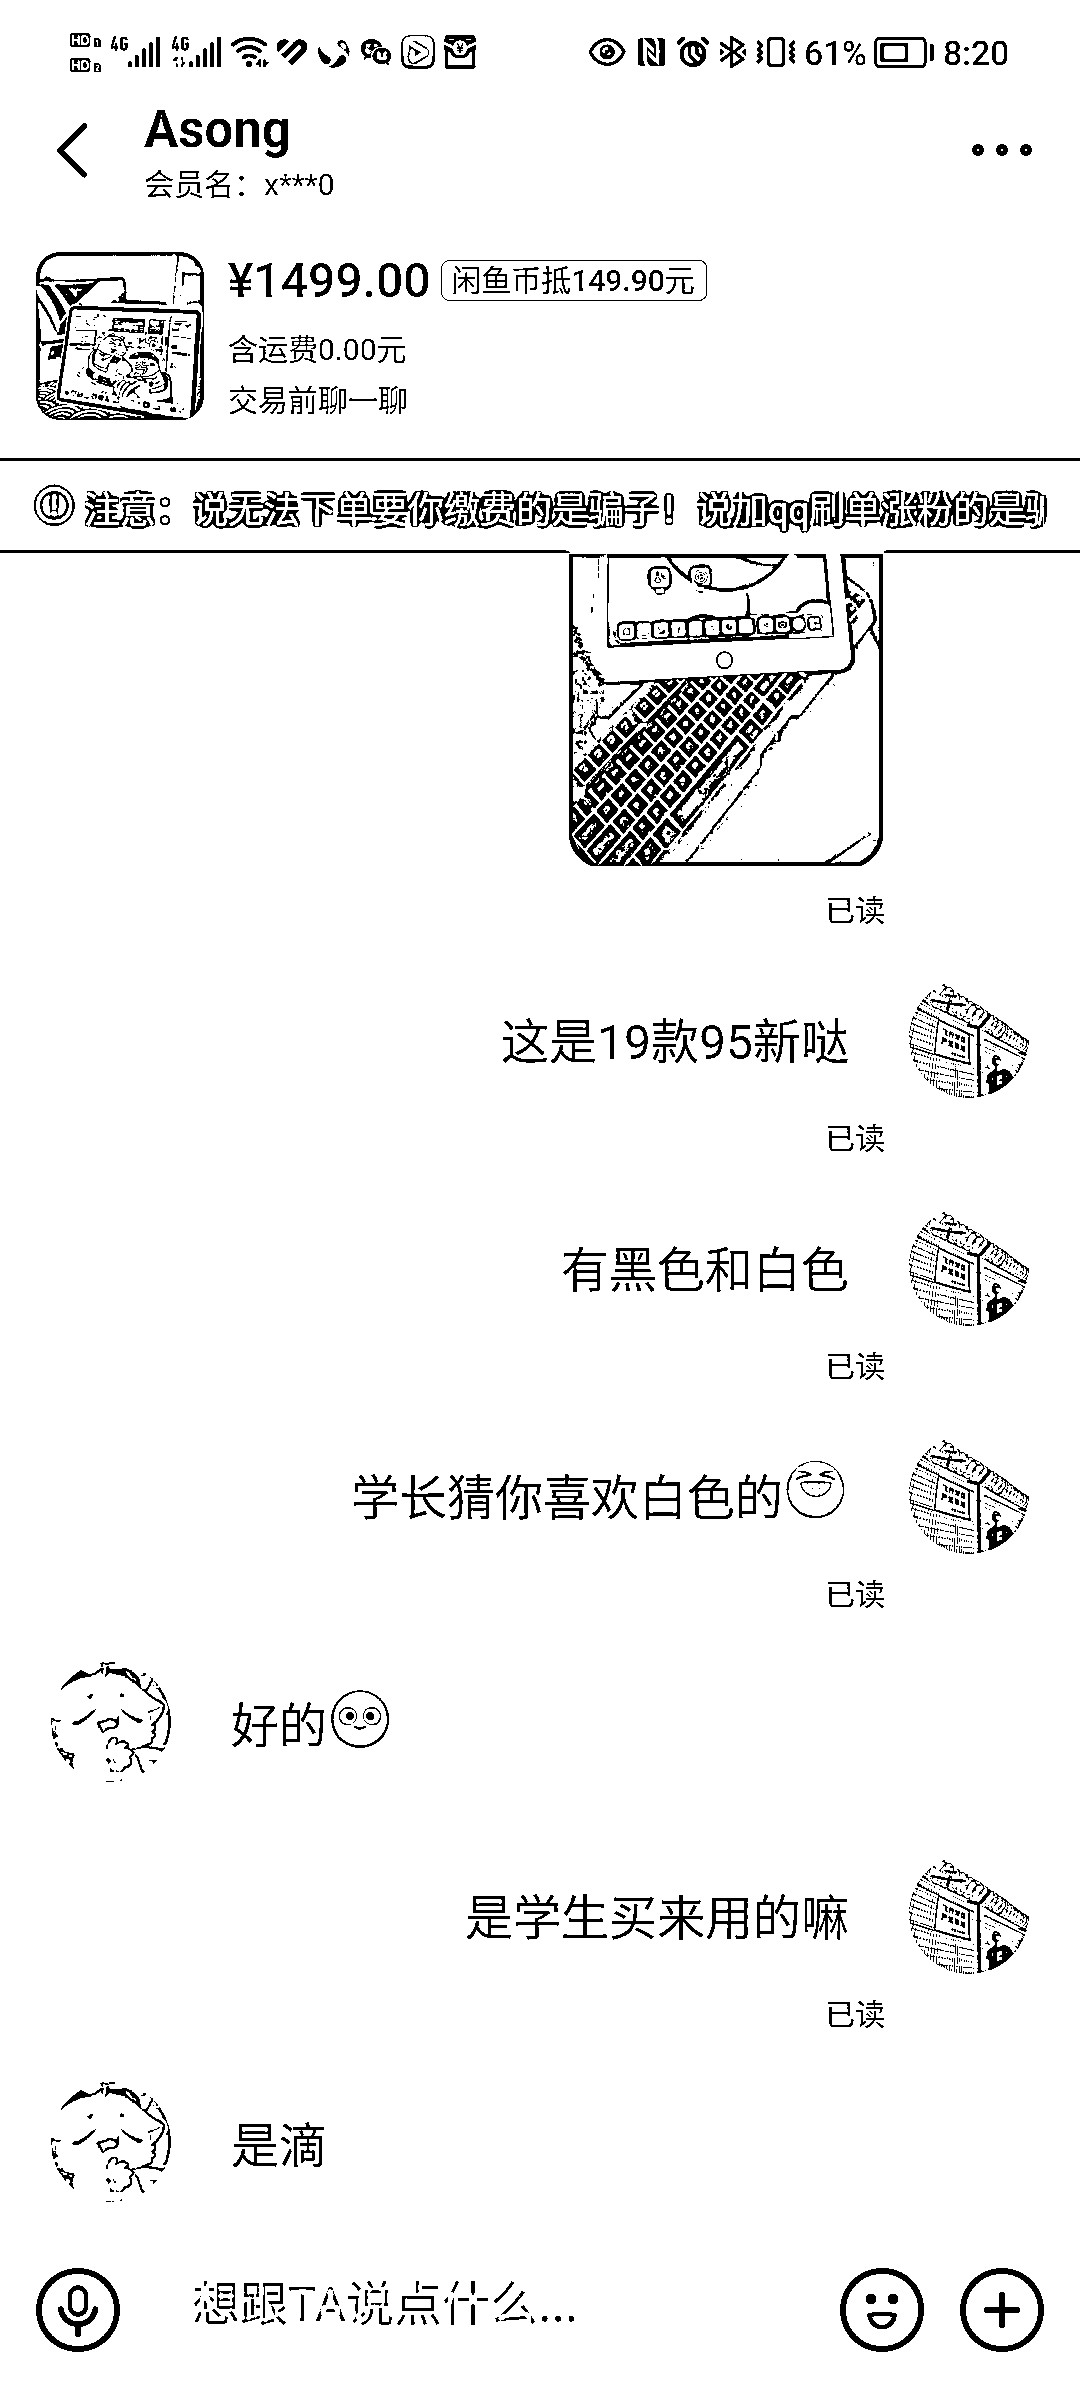 HD 1 4G 4G 61% 8:20
HD 2
Asong
会员名：x***0
¥1499.00 闲鱼币抵149.90元
含运费0.00元
交易前聊一聊
注意：说无法下单要你缴费的是骗子！说加qq刷单涨粉的是骗
已读
这是19款95新哒
已读
有黑色和白色
已读
学长猜你喜欢白色的
已读
好的
是学生买来用的嘛
已读
是滴
想跟TA说点什么...